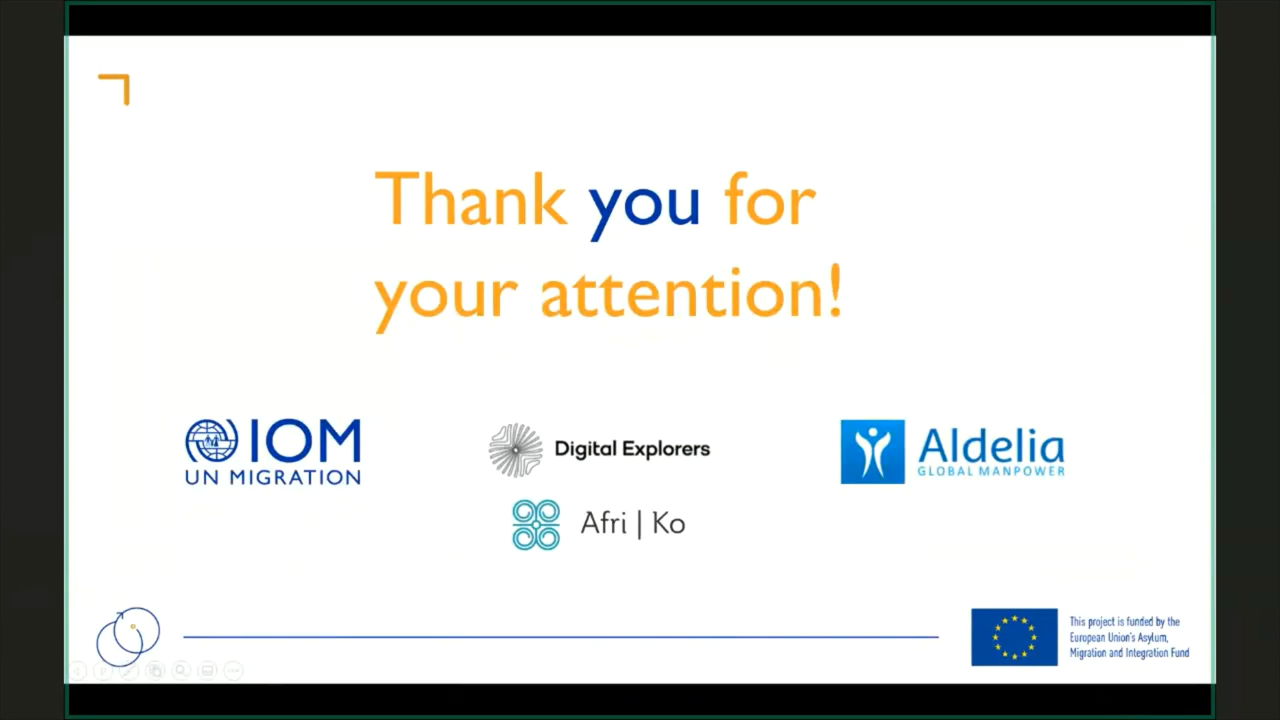 Thank you for
your attention!
IOM
UN MIGRATION
Digital Explorers
Afri | Ko
Aldelia
GLOBAL MANPOWER
This project is funded by the
European Union's Asylum,
Migration and Integration Fund